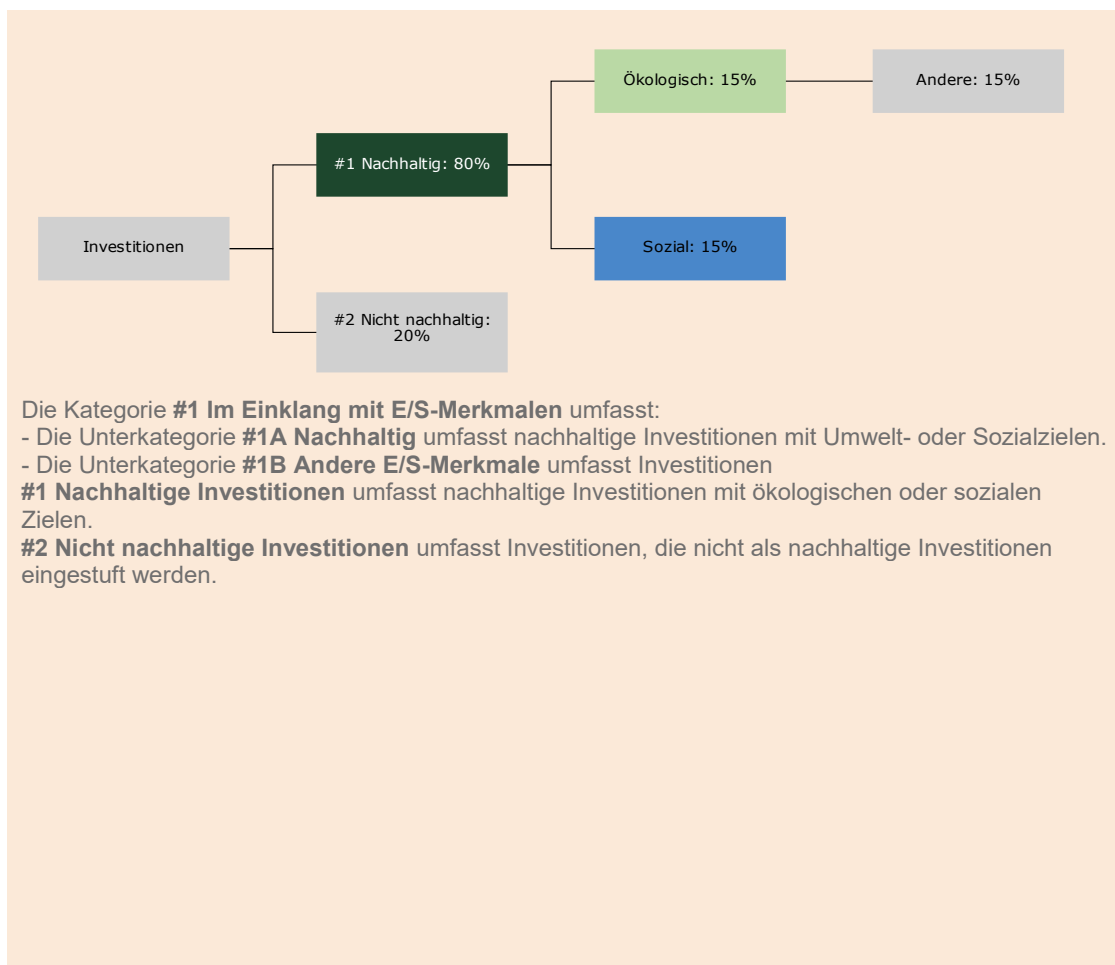 Ökologisch: 15%
Andere: 15%
#1 Nachhaltig: 80%
Investitionen
Sozial: 15%
#2 Nicht nachhaltig:
20%
Die Kategorie #1 Im Einklang mit E/S-Merkmalen umfasst:
- Die Unterkategorie #1A Nachhaltig umfasst nachhaltige Investitionen mit Umwelt- oder Sozialzielen.
- Die Unterkategorie #1B Andere E/S-Merkmale umfasst Investitionen
#1 Nachhaltige Investitionen umfasst nachhaltige Investitionen mit ökologischen oder sozialen
Zielen.
#2 Nicht nachhaltige Investitionen umfasst Investitionen, die nicht als nachhaltige Investitionen
eingestuft werden.